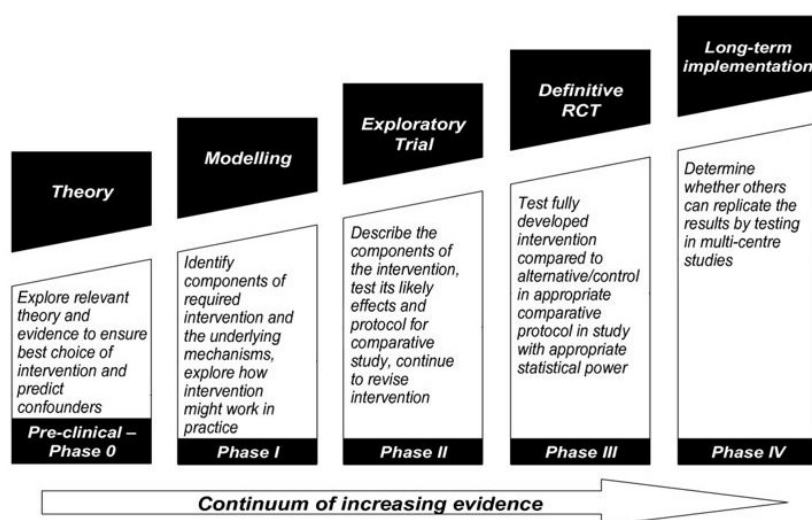 Theory
Explore relevant
theory and
evidence to ensure
best choice of
intervention and
predict
confounders
Pre-clinical –
Phase 0
Modelling
Identify
components of
required
intervention and
the underlying
mechanisms,
explore how
intervention
might work in
practice
Phase I
Exploratory
Trial
Describe the
components of
the intervention,
test its likely
effects and
protocol for
comparative
study, continue
to revise
intervention
Phase II
Definitive
RCT
Test fully
developed
intervention
compared to
alternative/control
in appropriate
comparative
protocol in study
with appropriate
statistical power
Phase III
Long-term
implementation
Determine
whether others
can replicate the
results by testing
in multi-centre
studies
Phase IV
Continuum of increasing evidence